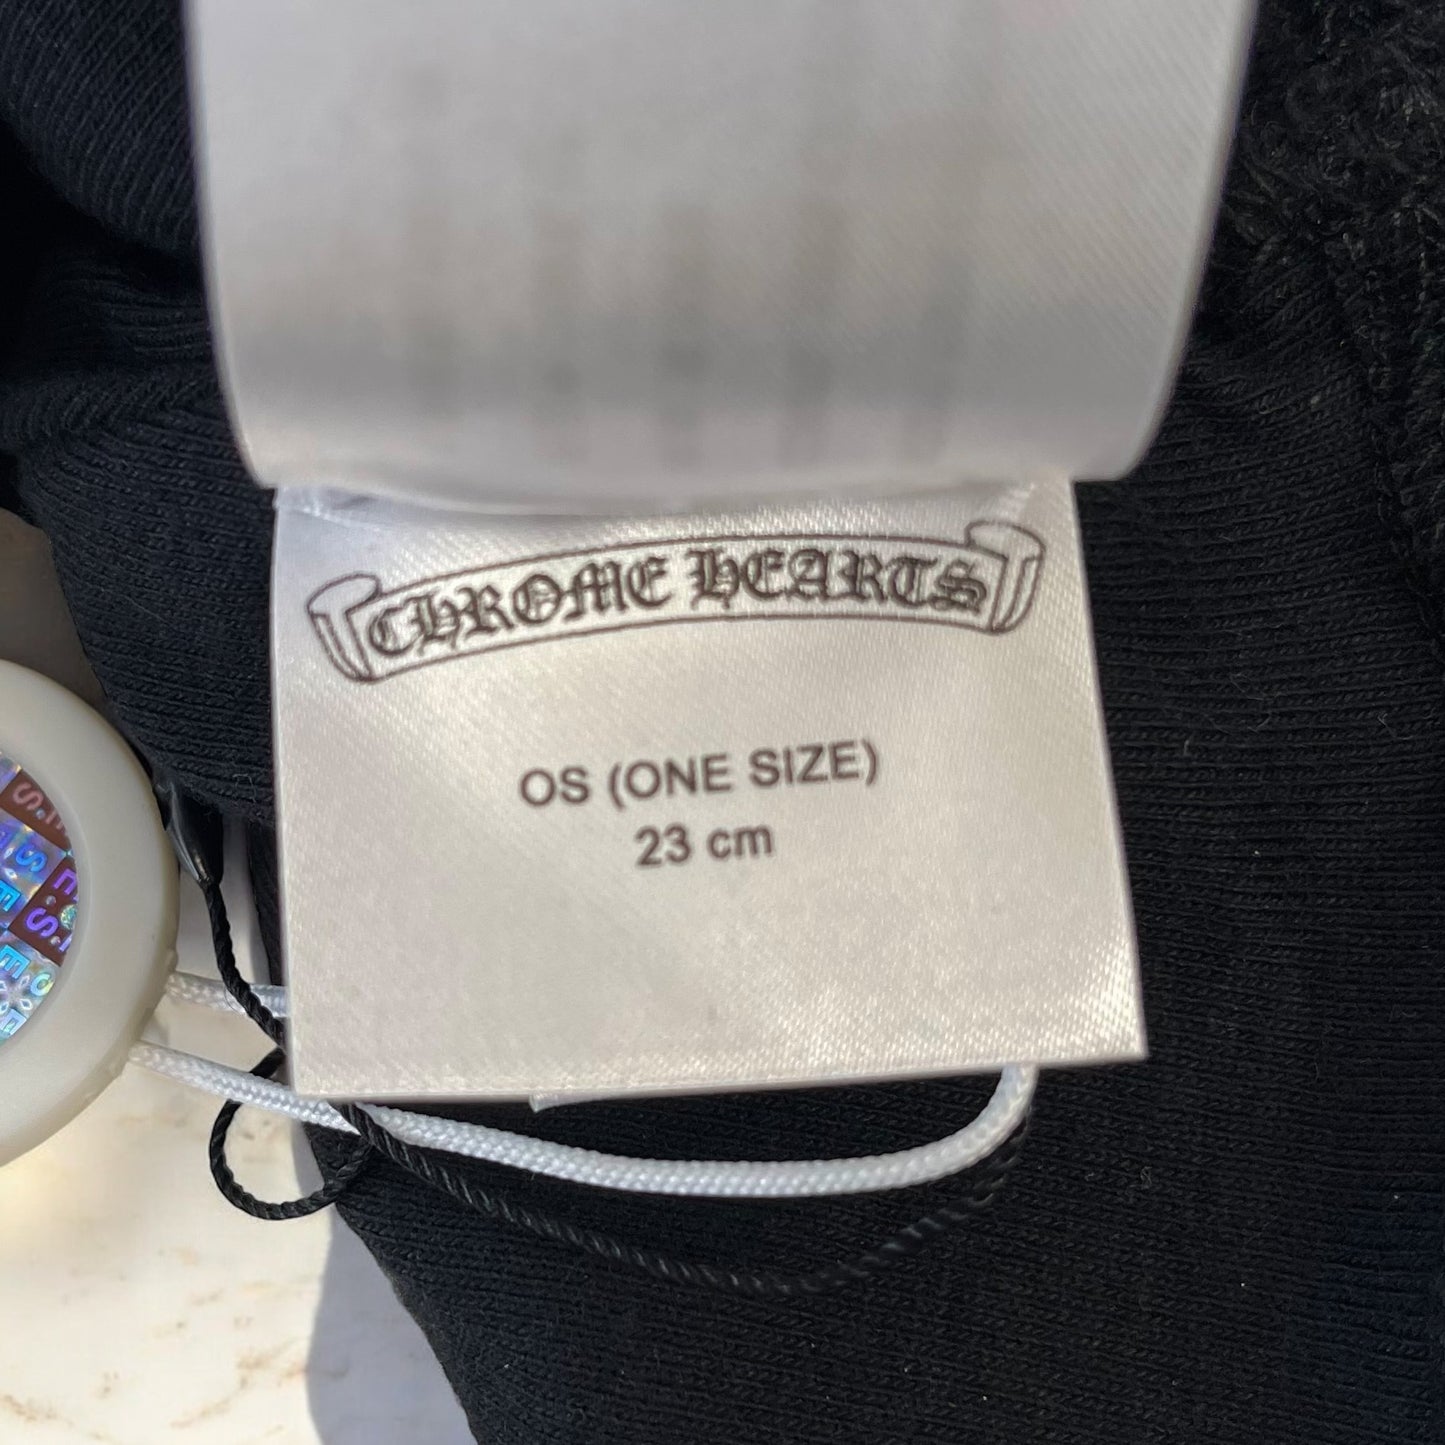 CHROME HEARTS
OS (ONE SIZE)
23 cm